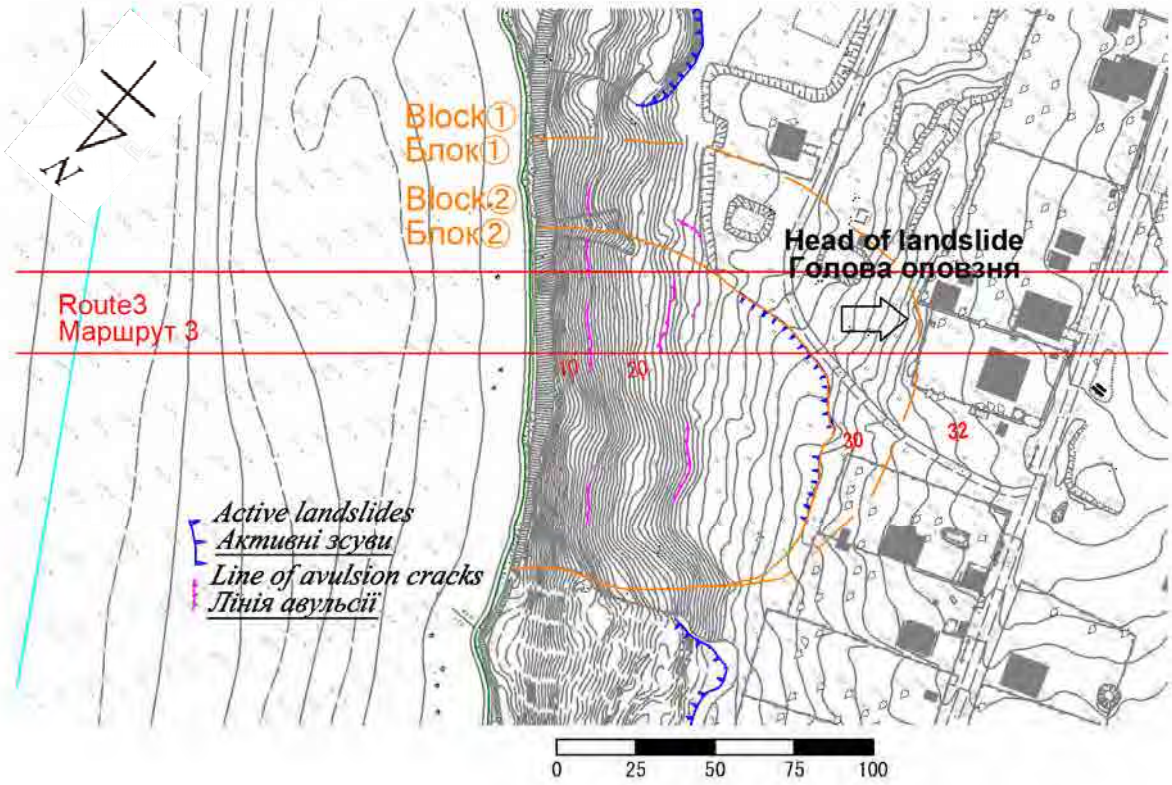 N
Block①
Блок①
Block②
Блок②
Head of landslide
Голова оповзня
Route3
Маршрут 3
10
20
30
32
Active landslides
Активні зсуви
Line of avulsion cracks
Лінія авульсії
0 25 50 75 100